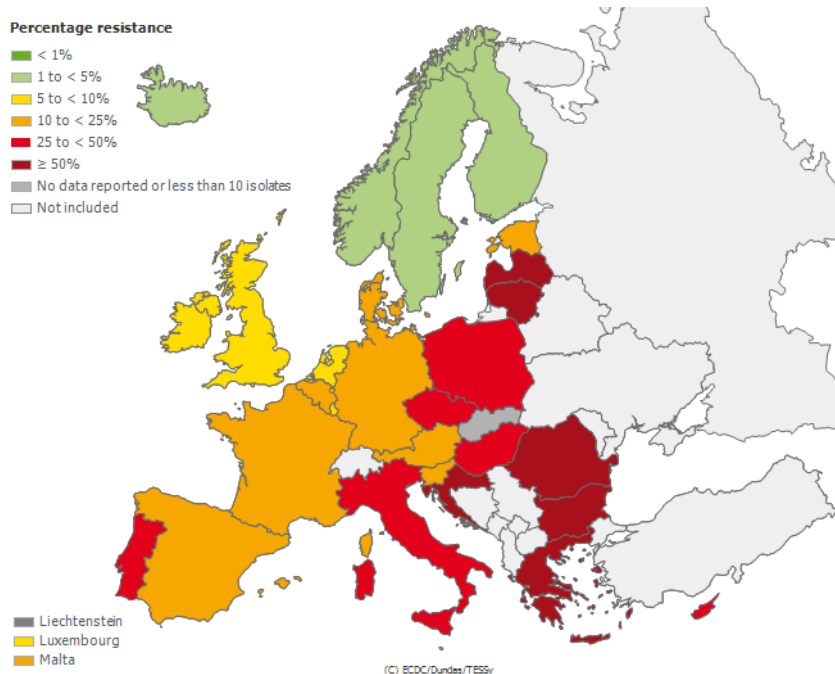 Percentage resistance
< 1%
1 to < 5%
5 to < 10%
10 to < 25%
25 to < 50%
≥ 50%
No data reported or less than 10 isolates
Not included
Liechtenstein
Luxembourg
Malta
(C) ECDC/Dundas/TESSy